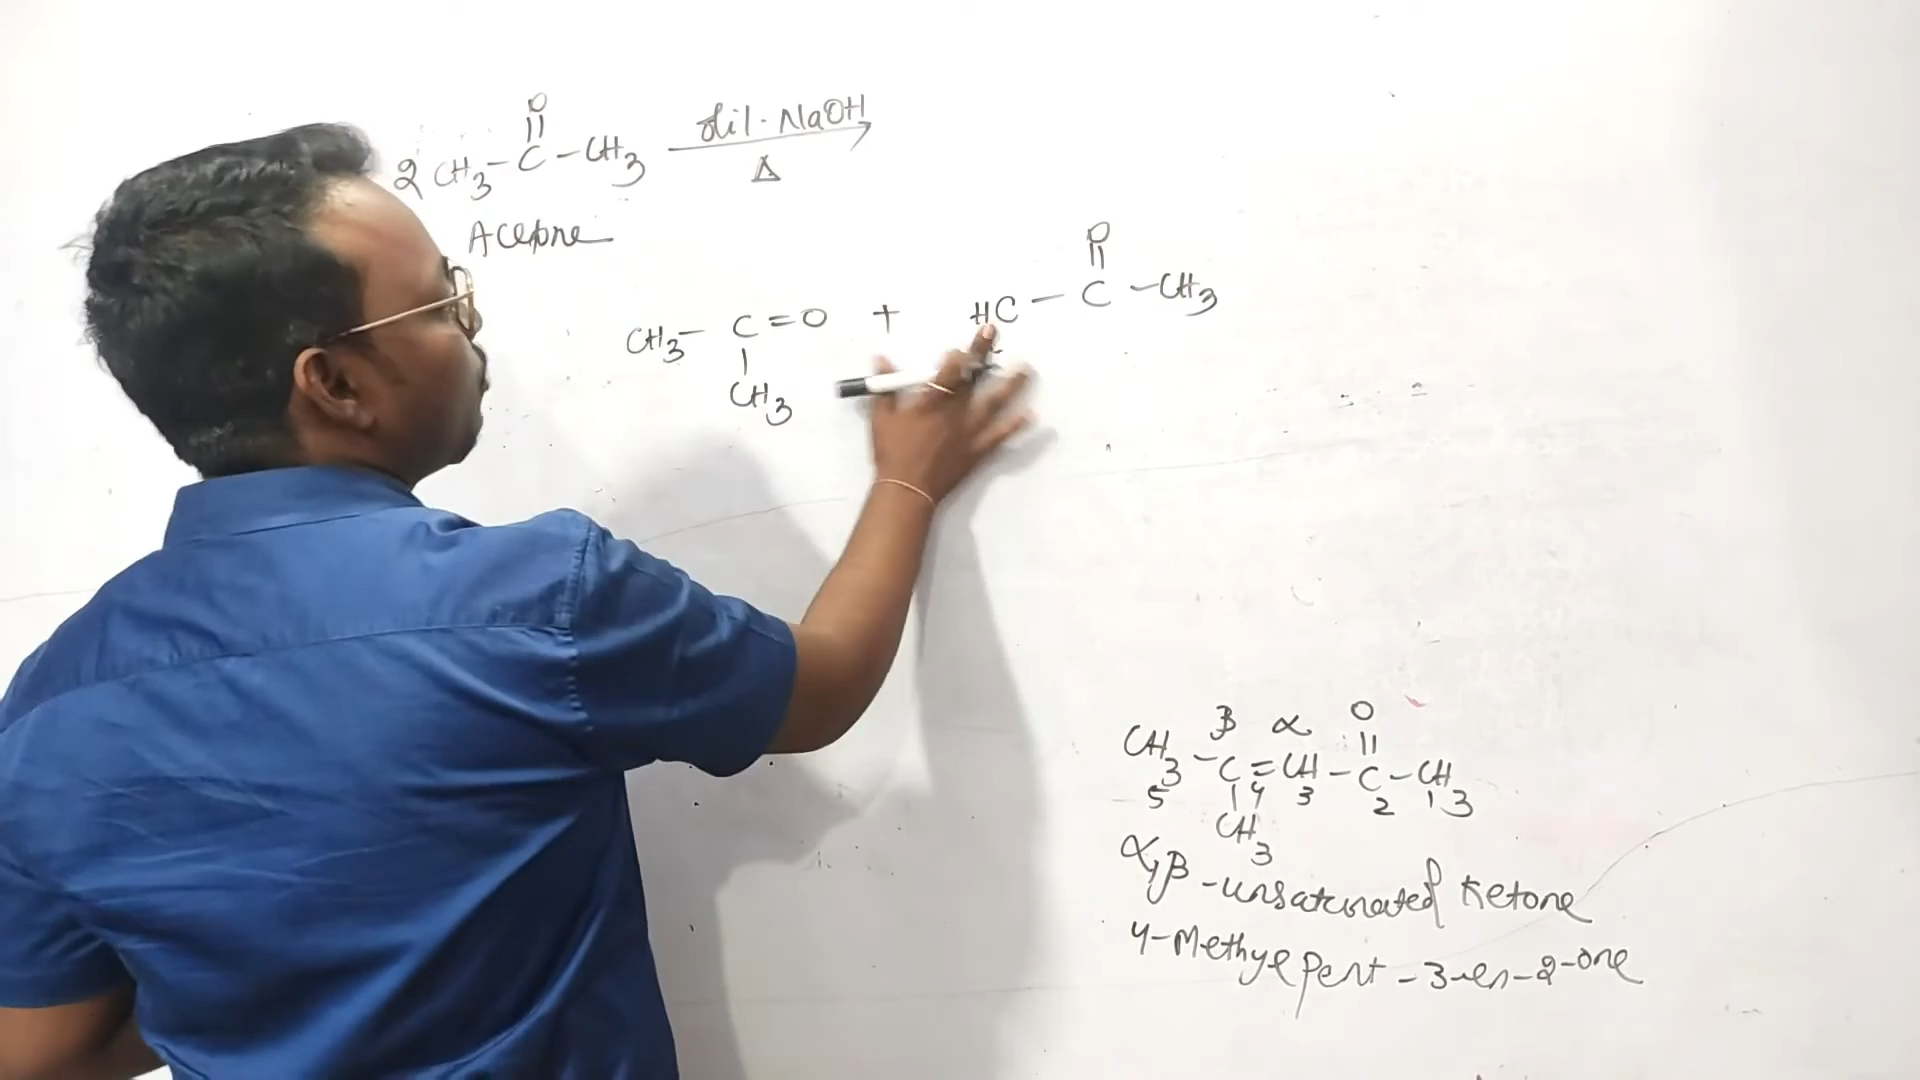 O
||
2 CH3-C-CH3 dil. NaOH
Δ
Acetone
O
||
CH3-C=O + HC-C-CH3
|
CH3
β α O
||
CH3-C=CH-C-CH3
5 | 4 3 2 1
CH3
α,β-unsaturated Ketone
4-Methyl pent-3-en-2-one